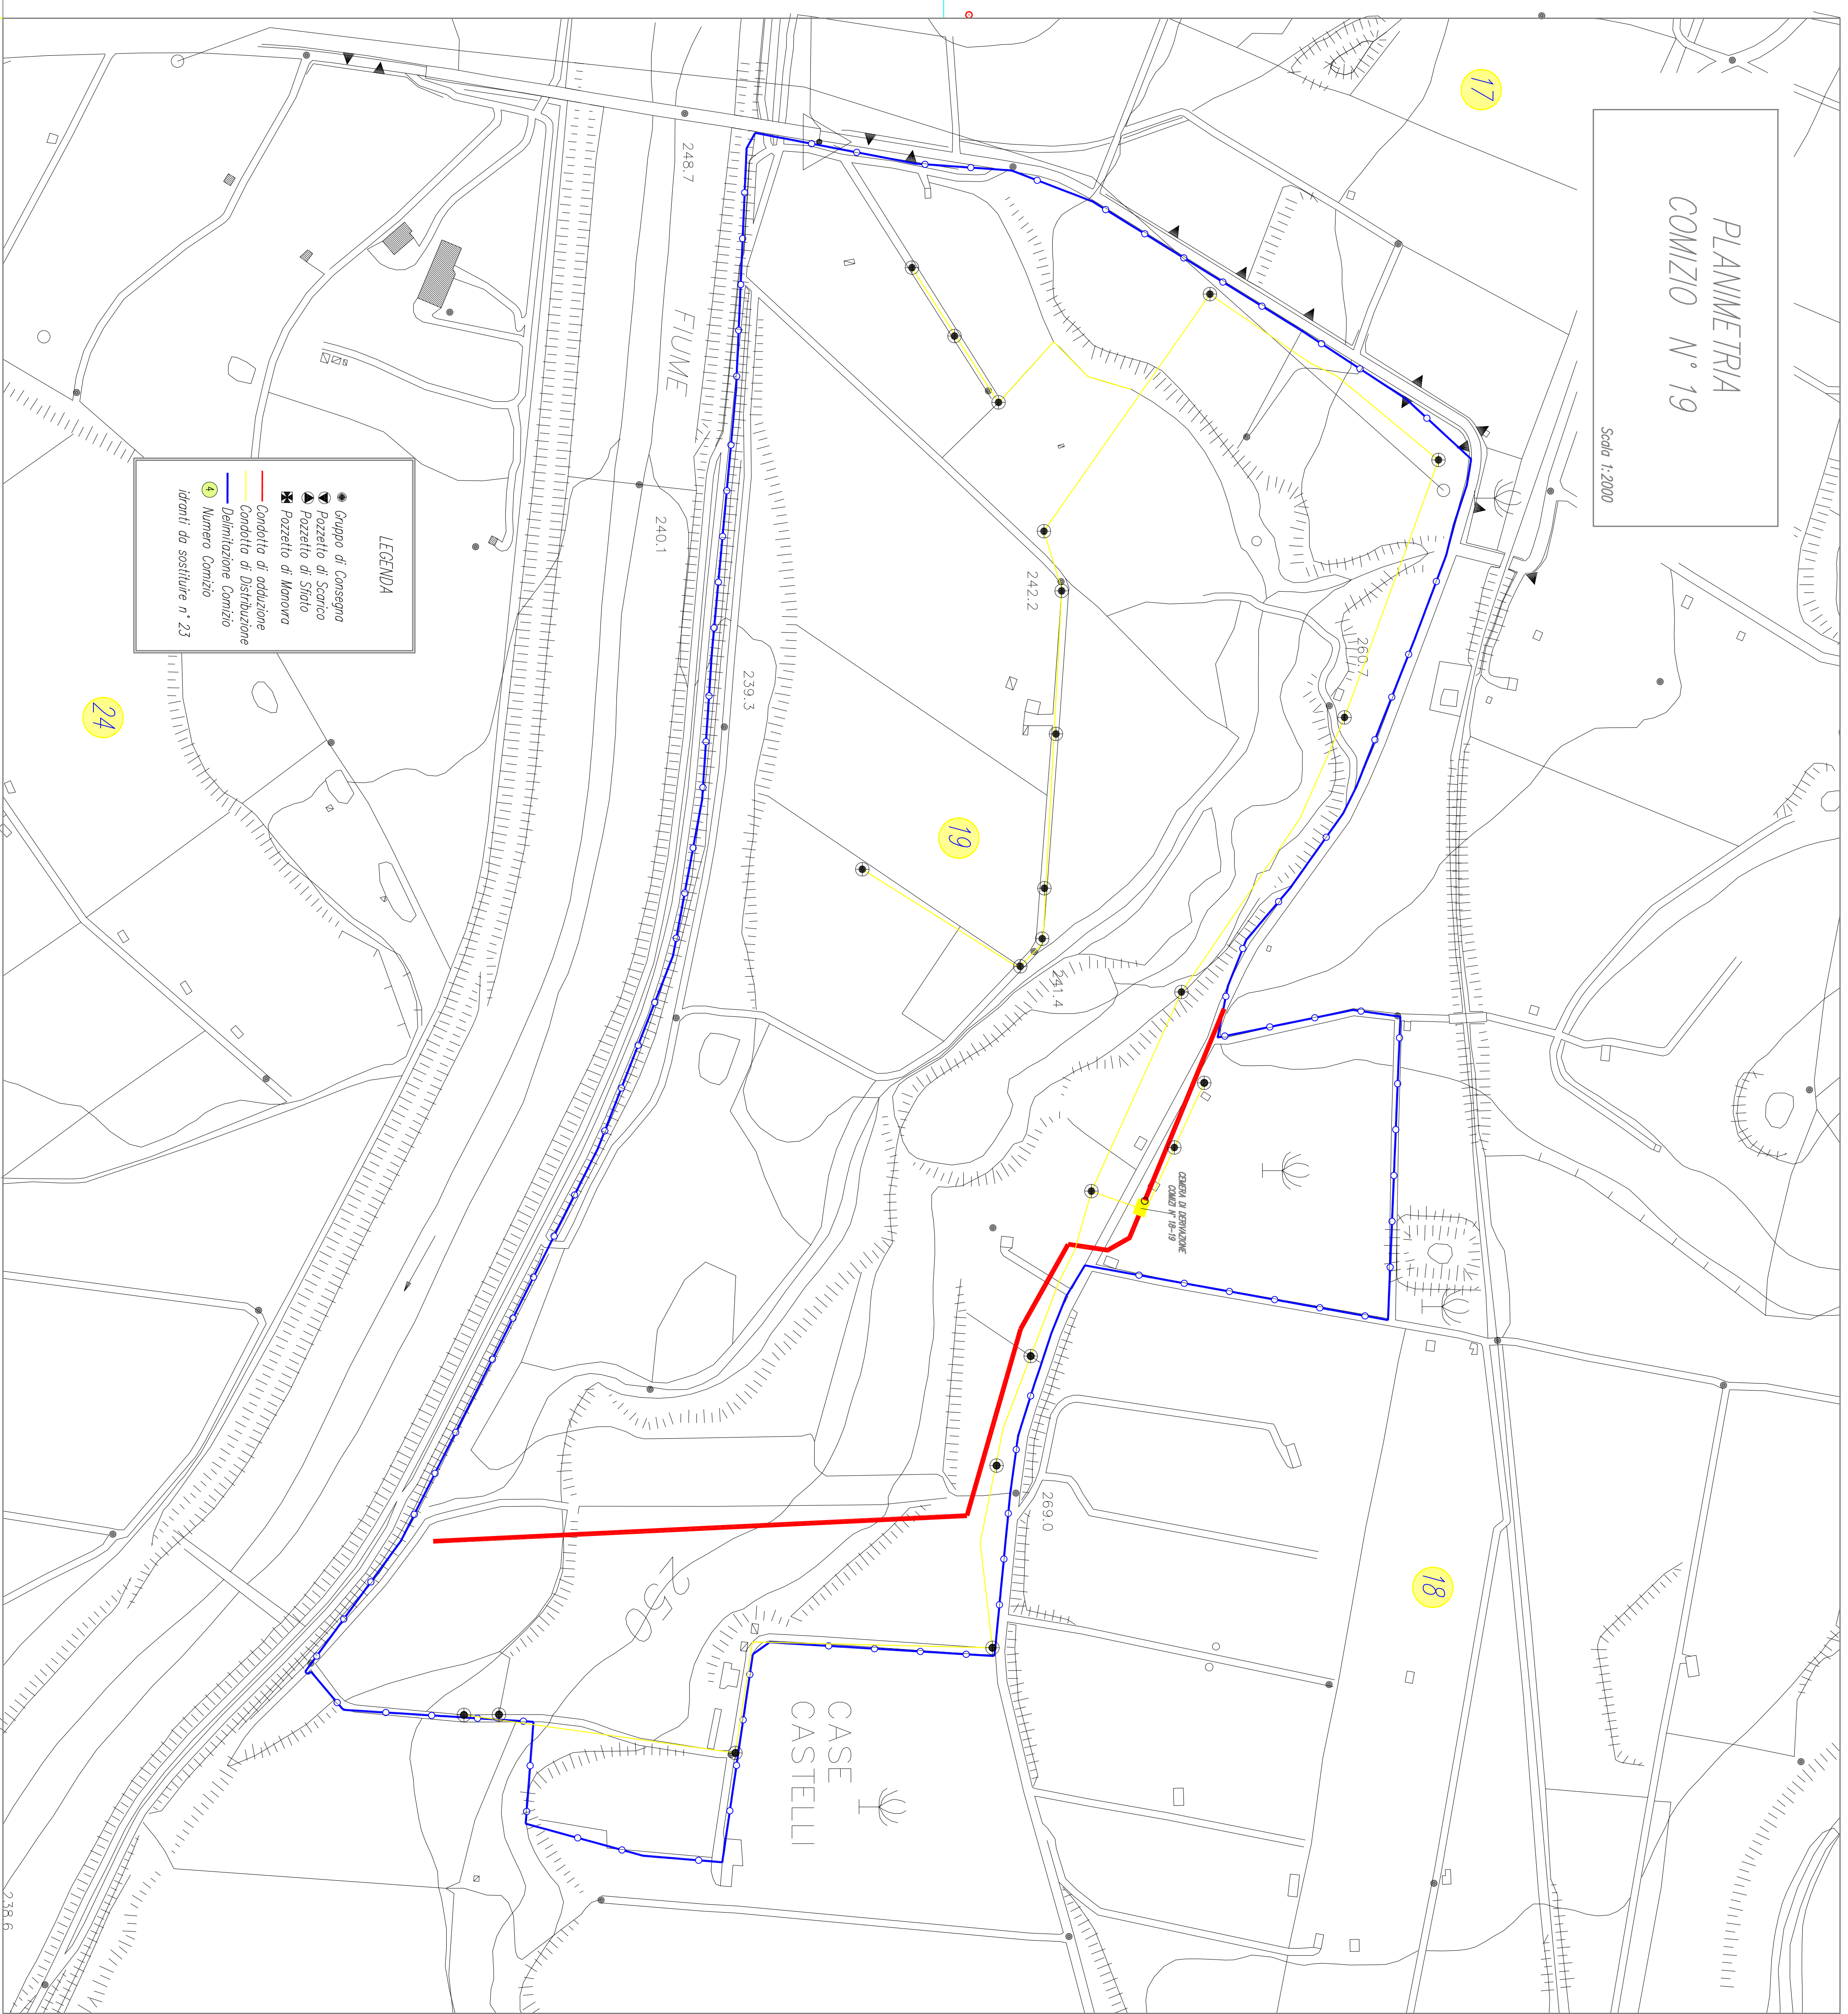 PLANIMETRIA
COMIZIO N° 19
Scala 1:2000
17
248.7
FIUME
240.1
242.2
260.7
239.3
19
241.4
24
LEGENDA
Gruppo di Consegna
Pozzetto di Scarico
Pozzetto di Sfiato
Pozzetto di Manovra
Condotta di adduzione
Condotta di Distribuzione
Delimitazione Comizio
4 Numero Comizio
idranti da sostituire n° 23
CEMERA DI DERIVAZIONE
COMIZI N° 18-19
269.0
18
250
CASE
CASTELLI
238.6